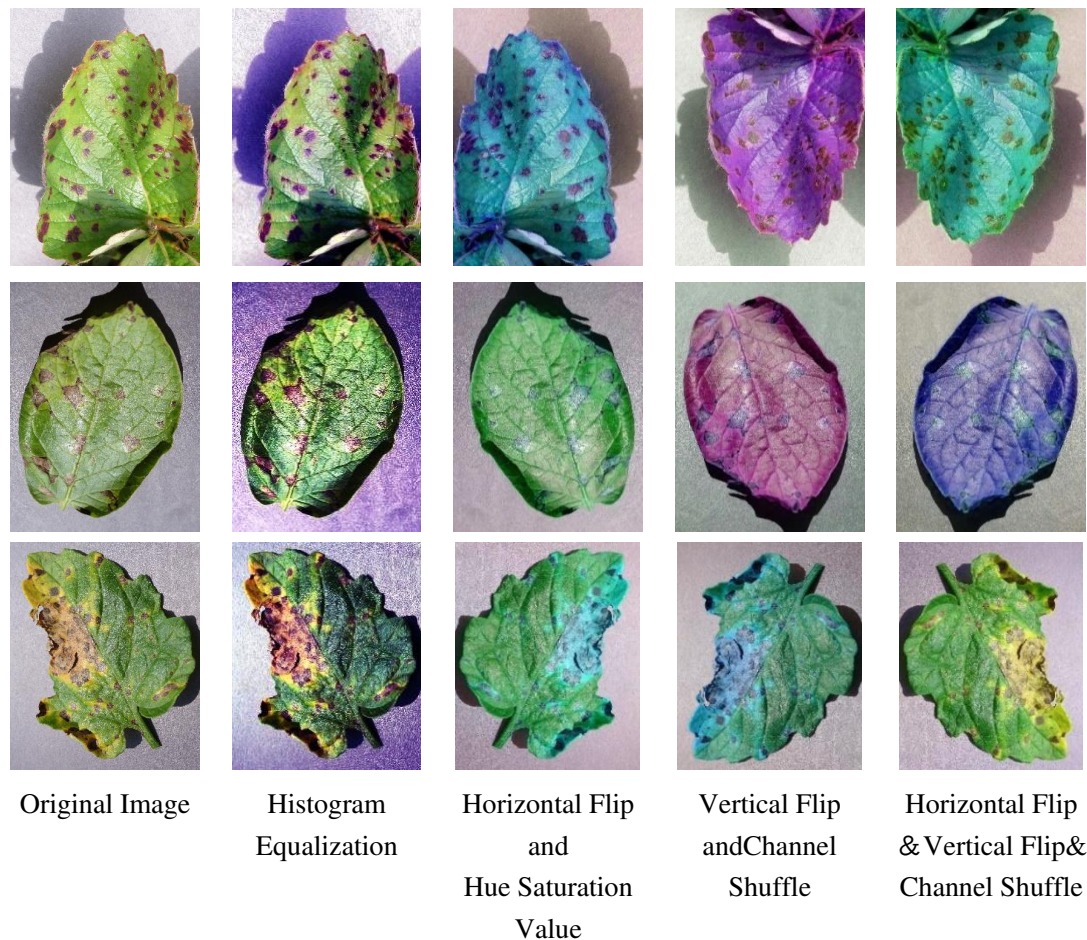 Original Image
Histogram
Equalization
Horizontal Flip
and
Hue Saturation
Value
Vertical Flip
andChannel
Shuffle
Horizontal Flip
& Vertical Flip&
Channel Shuffle